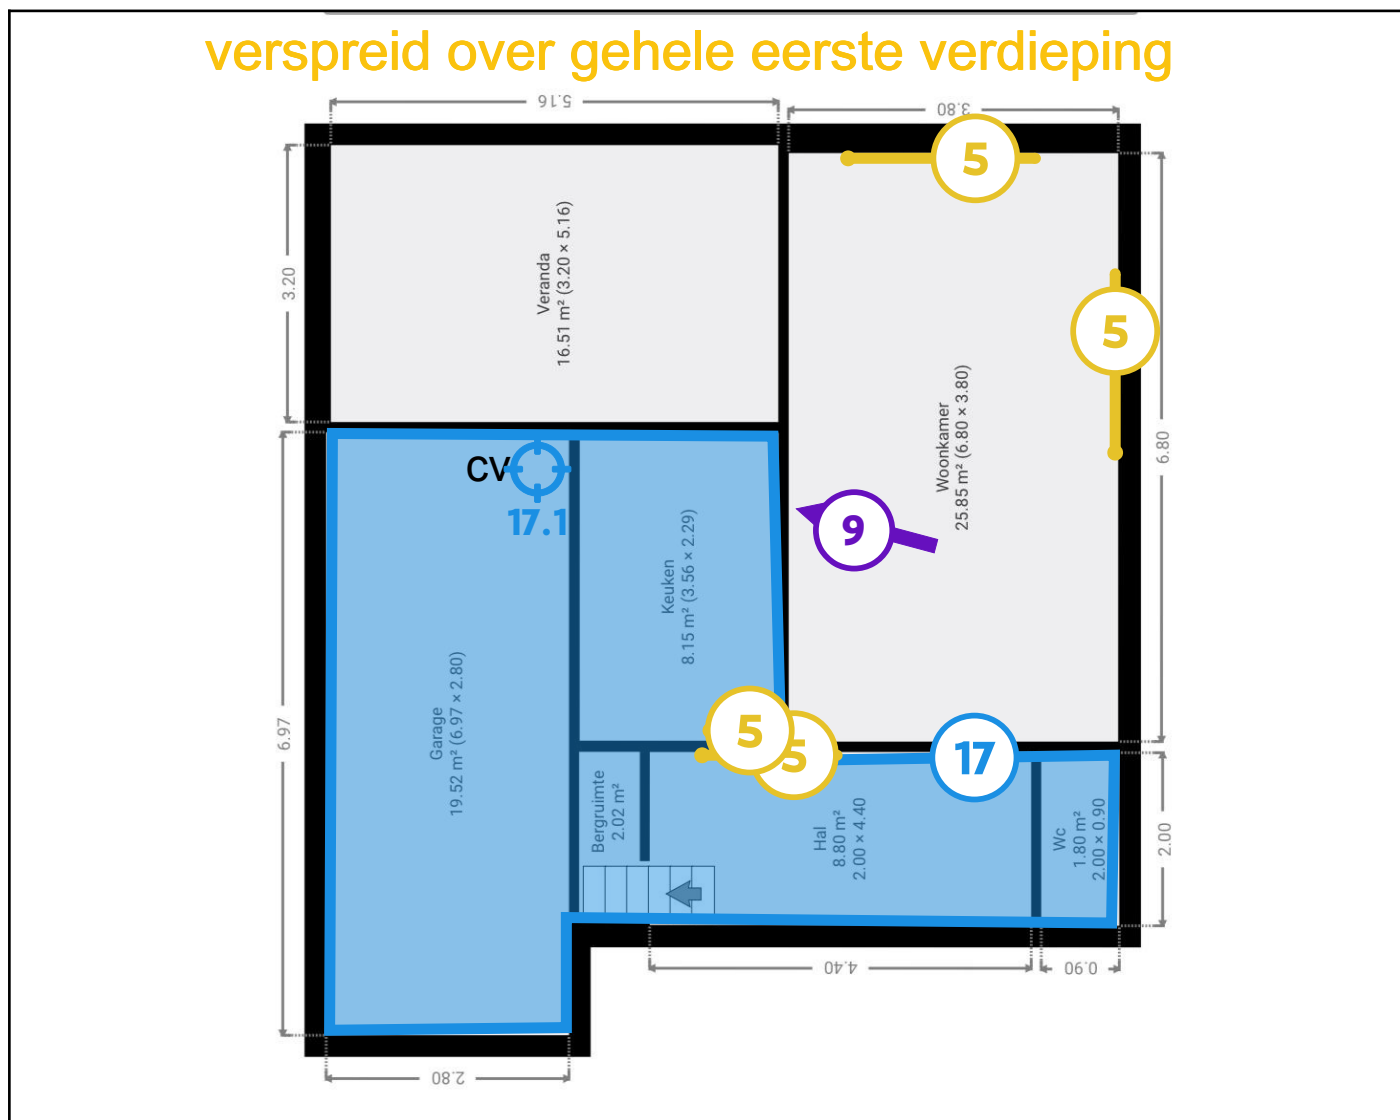 verspreid over gehele eerste verdieping
5.16
3.80
5
3.20
Veranda
16.51 m² (3.20 × 5.16)
5
Woonkamer
25.85 m² (6.80 × 3.80)
6.80
CV
17.1
9
Keuken
8.15 m² (3.56 × 2.29)
6.97
Garage
19.52 m² (6.97 × 2.80)
5
5
17
Bergruimte
2.02 m²
Hal
8.80 m²
2.00 × 4.40
Wc
1.80 m²
2.00 × 0.90
2.00
4.40
0.90
2.80